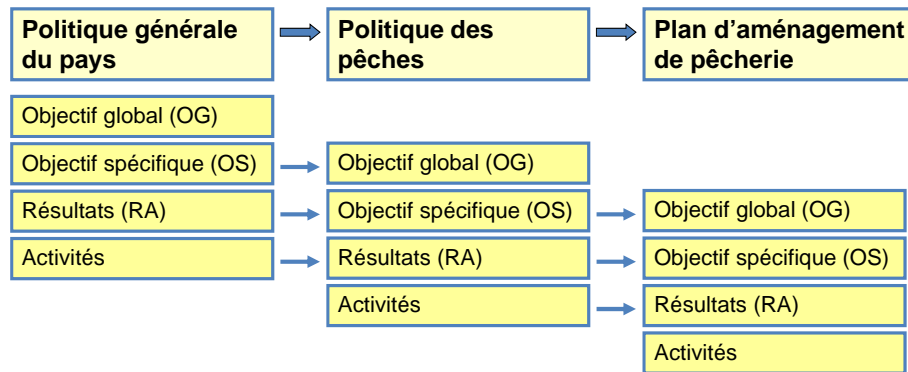 Politique générale
du pays
Politique des
pêches
Plan d'aménagement
de pêcherie
Objectif global (OG)
Objectif spécifique (OS)
Objectif global (OG)
Résultats (RA)
Objectif spécifique (OS)
Objectif global (OG)
Activités
Résultats (RA)
Objectif spécifique (OS)
Activités
Résultats (RA)
Activités